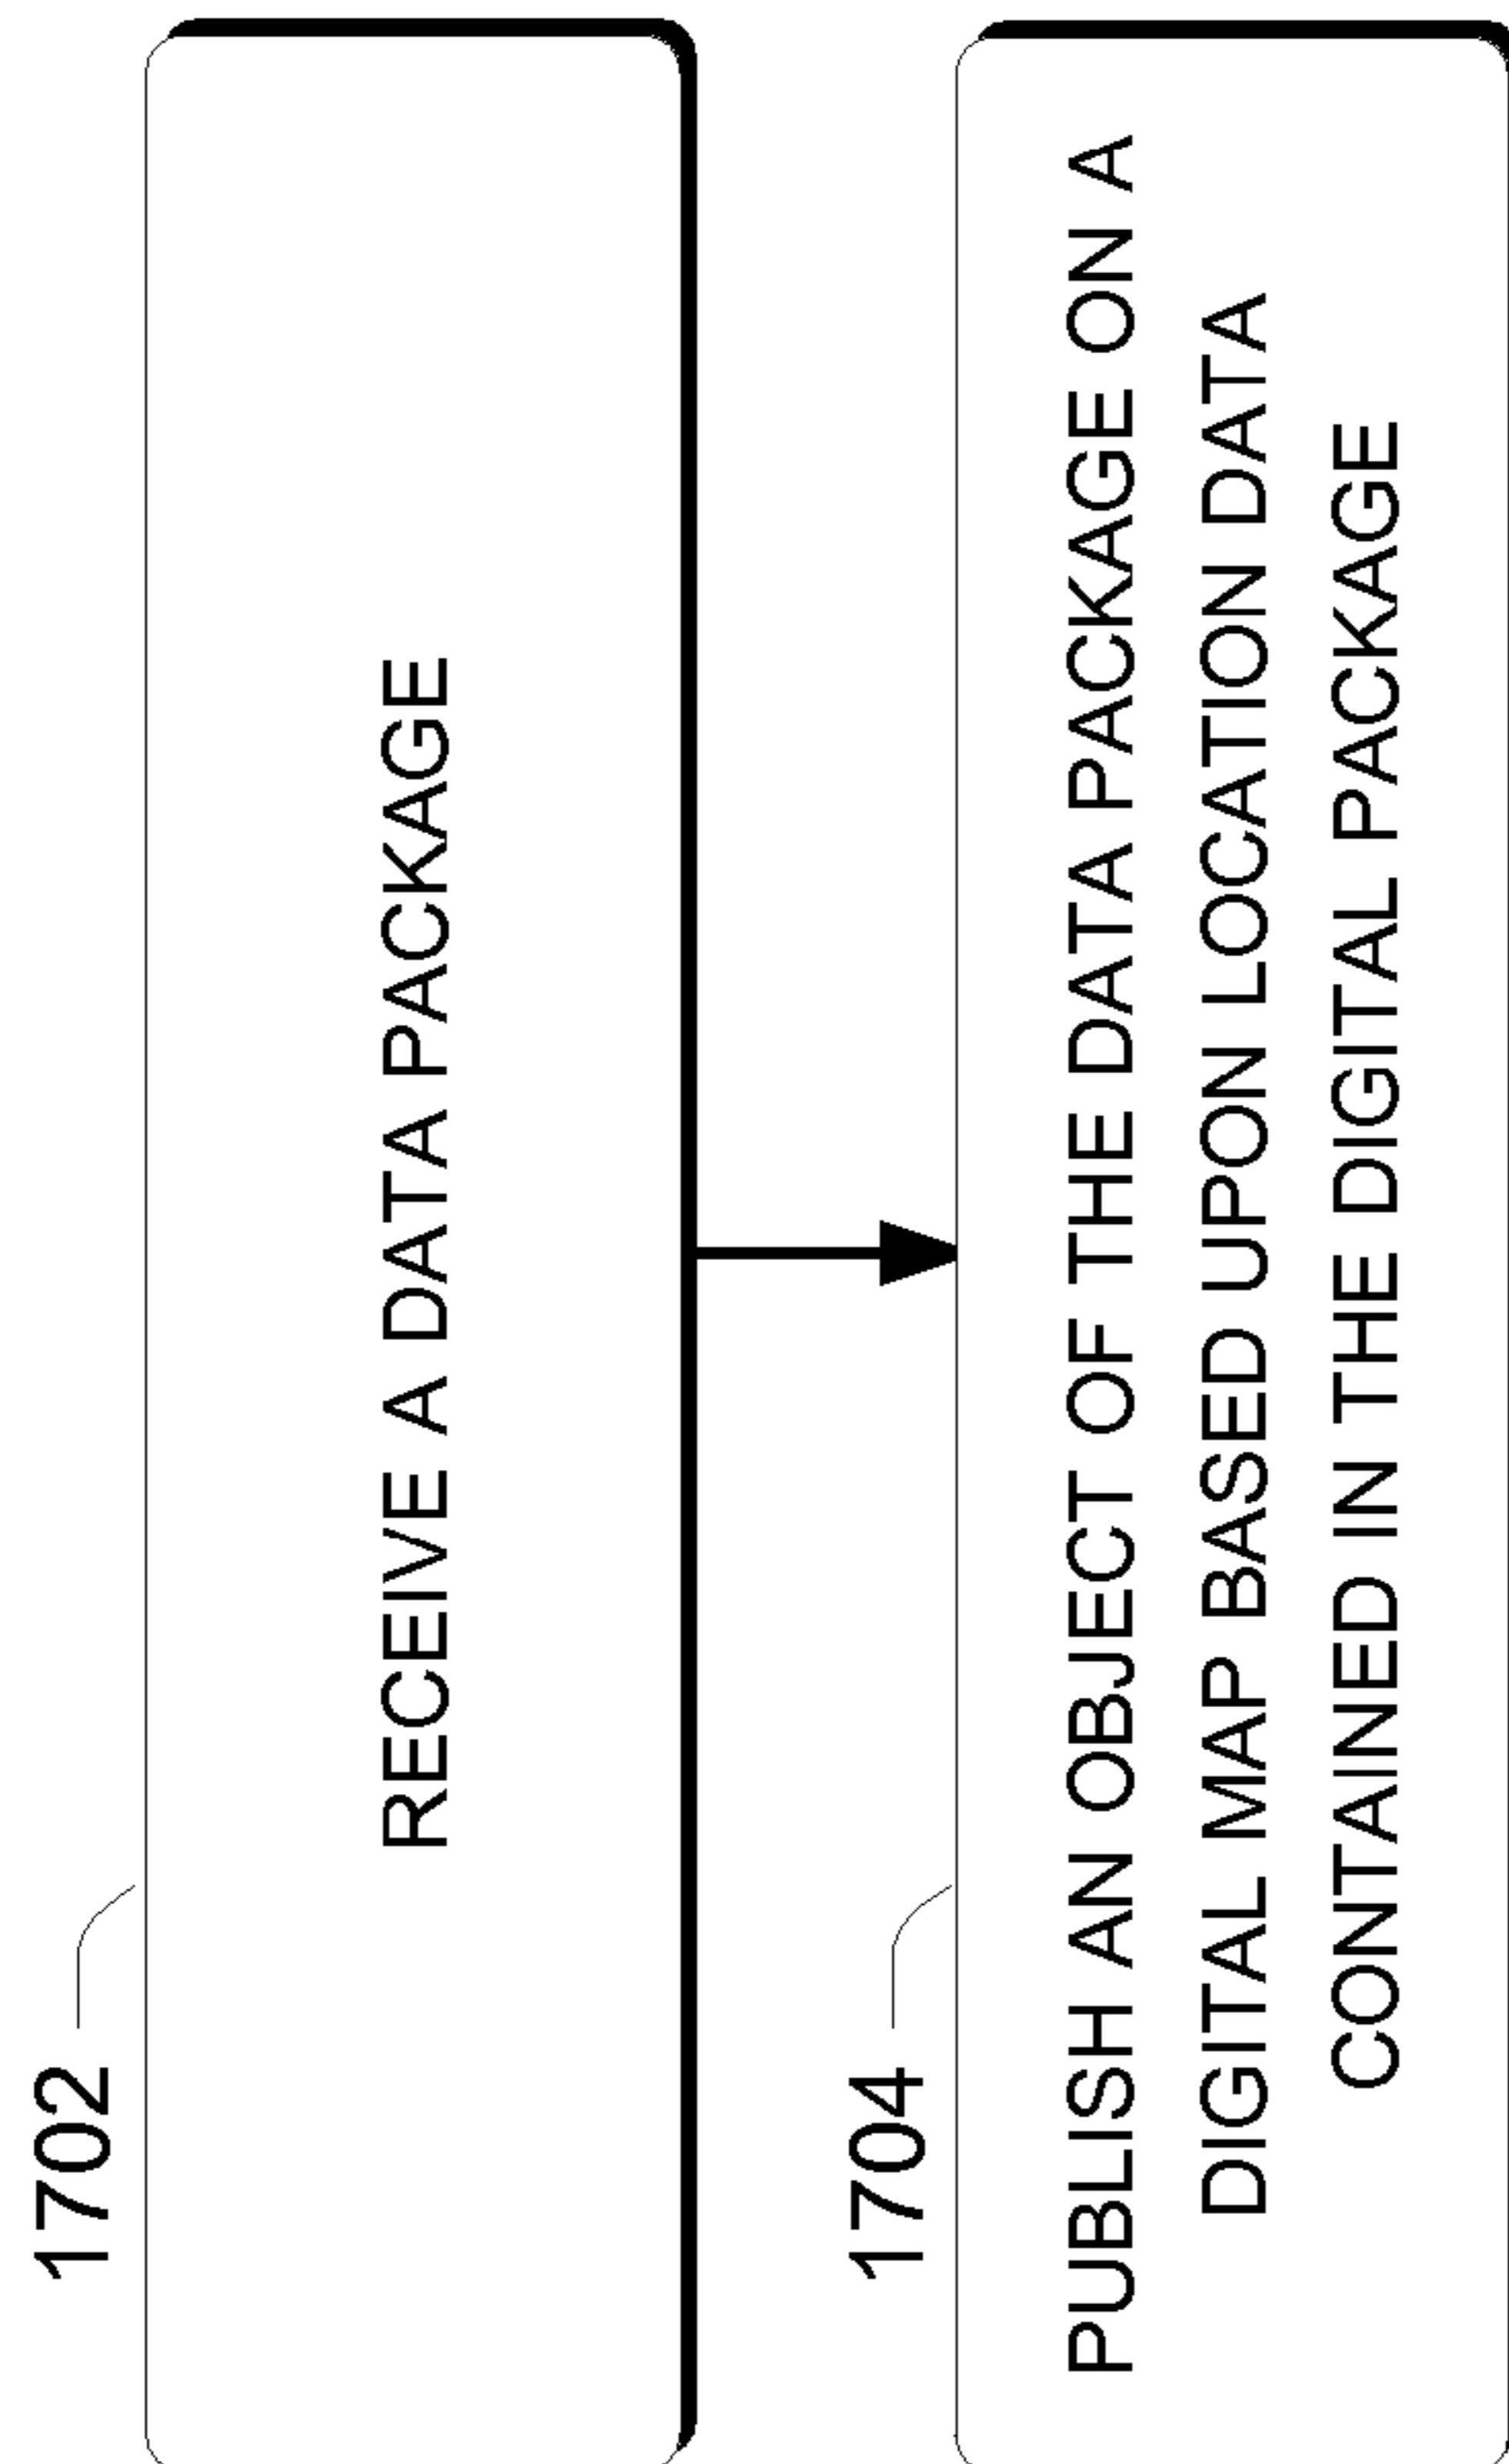 1702
RECEIVE A DATA PACKAGE
1704
PUBLISH AN OBJECT OF THE DATA PACKAGE ON A
DIGITAL MAP BASED UPON LOCATION DATA
CONTAINED IN THE DIGITAL PACKAGE